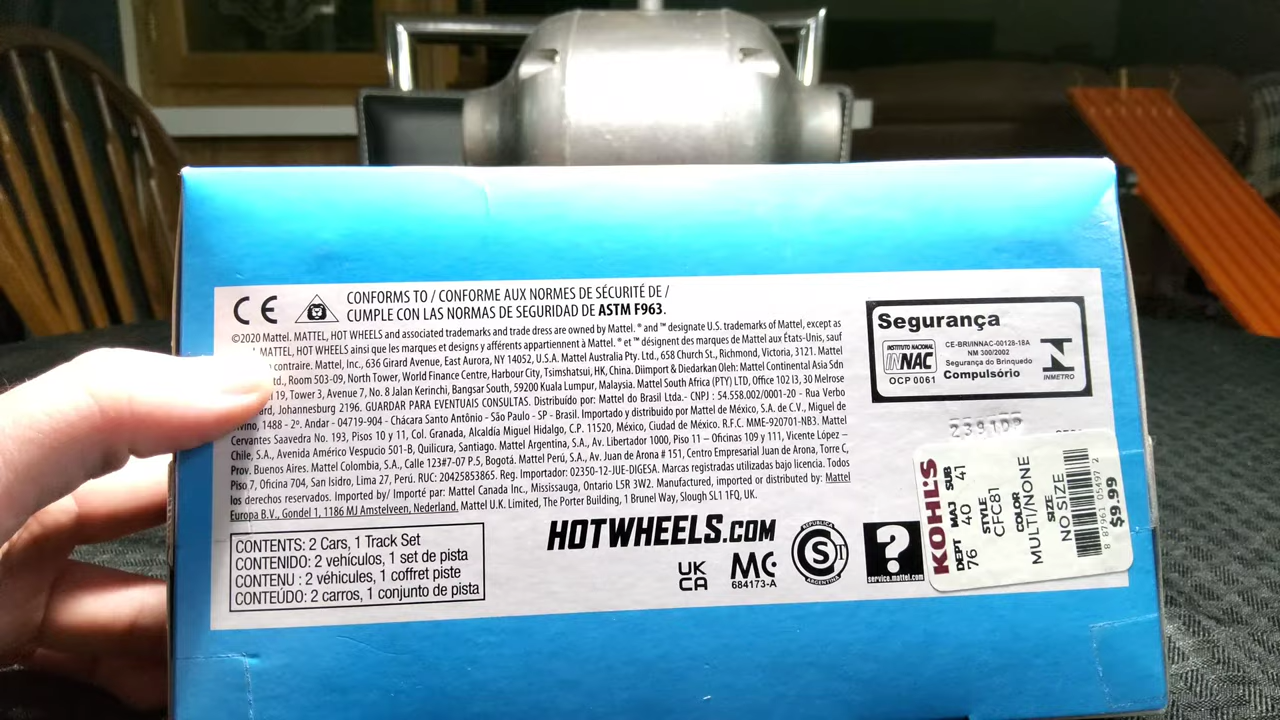 CE
CONFORMS TO / CONFORME AUX NORMES DE SÉCURITÉ DE /
CUMPLE CON LAS NORMAS DE SEGURIDAD DE ASTM F963.
©2020 Mattel. MATTEL, HOT WHEELS and associated trademarks and trade dress are owned by Mattel. ® and ™ designate U.S. trademarks of Mattel, except as
MATTEL, HOT WHEELS ainsi que les marques et designs y afférents appartiennent à Mattel. ® et ™ désignent des marques de Mattel aux États-Unis, sauf
contraire. Mattel, Inc., 636 Girard Avenue, East Aurora, NY 14052, U.S.A. Mattel Australia Pty. Ltd., 658 Church St., Richmond, Victoria, 3121. Mattel
td., Room 503-09, North Tower, World Finance Centre, Harbour City, Tsimshatsui, HK, China. Diimport & Diedarkan Oleh: Mattel Continental Asia Sdn
19, Tower 3, Avenue 7, No. 8 Jalan Kerinchi, Bangsar South, 59200 Kuala Lumpur, Malaysia. Mattel South Africa (PTY) LTD, Office 102 I3, 30 Melrose
Johannesburg 2196. GUARDAR PARA EVENTUAIS CONSULTAS. Distribuído por: Mattel do Brasil Ltda.- CNPJ : 54.558.002/0001-20 - Rua Verbo
1488 - 2º. Andar - 04719-904 - Chácara Santo Antônio - São Paulo - SP - Brasil. Importado y distribuido por Mattel de México, S.A. de C.V., Miguel de
Cervantes Saavedra No. 193, Pisos 10 y 11, Col. Granada, Alcaldía Miguel Hidalgo, C.P. 11520, México, Ciudad de México. R.F.C. MME-920701-NB3. Mattel
Chile, S.A., Avenida Américo Vespucio 501-B, Quilicura, Santiago. Mattel Argentina, S.A., Av. Libertador 1000, Piso 11 – Oficinas 109 y 111, Vicente López –
Prov. Buenos Aires. Mattel Colombia, S.A., Calle 123#7-07 P.5, Bogotá. Mattel Perú, S.A., Av. Juan de Arona # 151, Centro Empresarial Juan de Arona, Torre C,
Piso 7, Oficina 704, San Isidro, Lima 27, Perú. RUC: 20425853865. Reg. Importador: 02350-12-JUE-DIGESA. Marcas registradas utilizadas bajo licencia. Todos
los derechos reservados. Imported by/ Importé par: Mattel Canada Inc., Mississauga, Ontario L5R 3W2. Manufactured, imported or distributed by: Mattel
Europa B.V., Gondel 1, 1186 MJ Amstelveen, Nederland. Mattel U.K. Limited, The Porter Building, 1 Brunel Way, Slough SL1 1FQ, UK.
CONTENTS: 2 Cars, 1 Track Set
CONTENIDO: 2 vehículos, 1 set de pista
CONTENU : 2 véhicules, 1 coffret piste
CONTEÚDO: 2 carros, 1 conjunto de pista
HOTWHEELS.COM
UK
CA
684173-A
REPUBLICA
S
ARGENTINA
?
service.mattel.com
Segurança
INSTITUTO NACIONAL
INNAC
OCP 0061
CE-BRI/INNAC-00128-18A
NM 300/2002
Segurança do Brinquedo
Compulsório
INMETRO
2391DP
KOHL'S
DEPT MAJ SUB
76 40 41
STYLE
CFC81
COLOR
MULTI/NONE
SIZE
NO SIZE
8 87961 05497 2
$9.99